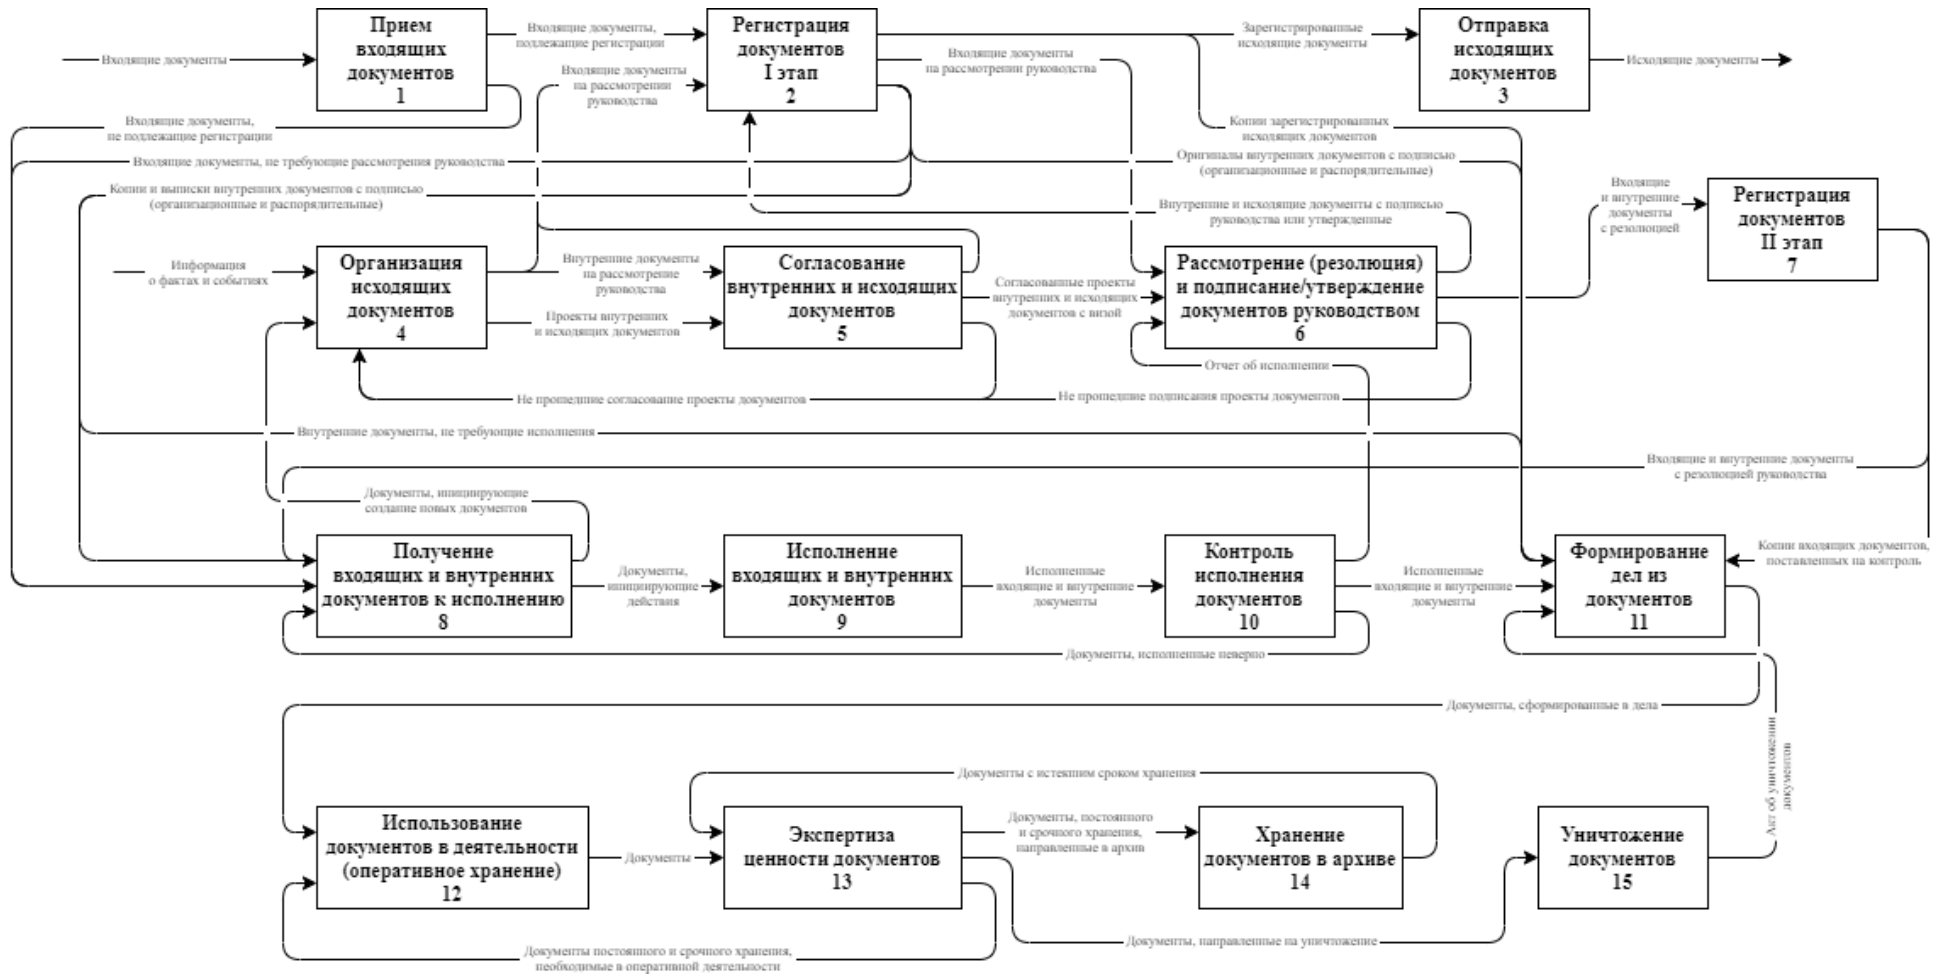 Прием
входящих
документов
1
Регистрация
документов
I этап
2
Отправка
исходящих
документов
3
Входящие документы
Входящие документы,
подлежащие регистрации
Входящие документы
на рассмотрении
руководства
Входящие документы
на рассмотрении руководства
Зарегистрированные
исходящие документы
Исходящие документы
Входящие документы,
не подлежащие регистрации
Копии зарегистрированных
исходящих документов
Входящие документы, не требующие рассмотрения руководства
Оригиналы внутренних документов с подписью
(организационные и распорядительные)
Копии и выписки внутренних документов с подписью
(организационные и распорядительные)
Внутренние и исходящие документы с подписью
руководства или утвержденные
Входящие
и внутренние
документы
с резолюцией
Регистрация
документов
II этап
7
Информация
о фактах и событиях
Организация
исходящих
документов
4
Внутренние документы
на рассмотрение
руководства
Проекты внутренних
и исходящих документов
Согласование
внутренних и исходящих
документов
5
Согласованные проекты
внутренних и исходящих
документов с визой
Рассмотрение (резолюция)
и подписание/утверждение
документов руководством
6
Отчет об исполнении
Не прошедшие согласование проекты документов
Не прошедшие подписания проекты документов
Внутренние документы, не требующие исполнения
Входящие и внутренние документы
с резолюцией руководства
Документы, инициирующие
создание новых документов
Получение
входящих и внутренних
документов к исполнению
8
Документы,
инициирующие
действия
Исполнение
входящих и внутренних
документов
9
Исполненные
входящие и внутренние
документы
Контроль
исполнения
документов
10
Исполненные
входящие и внутренние
документы
Формирование
дел из
документов
11
Копии входящих документов,
поставленных на контроль
Документы, исполненные неверно
Документы, сформированные в дела
Акт об уничтожении
документов
Документы с истекшим сроком хранения
Использование
документов в деятельности
(оперативное хранение)
12
Документы
Экспертиза
ценности документов
13
Документы, постоянного
и срочного хранения,
направленные в архив
Хранение
документов в архиве
14
Уничтожение
документов
15
Документы, направленные на уничтожение
Документы постоянного и срочного хранения,
необходимые в оперативной деятельности